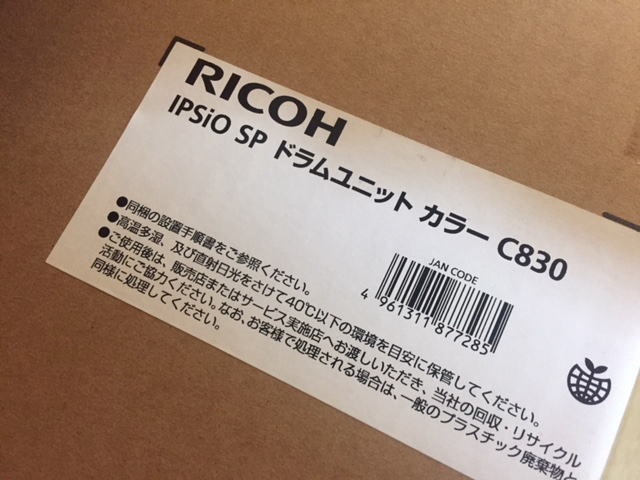 RICOH
IPSiO SP ドラムユニット カラー C830
●同梱の設置手順書をご参照ください。
●高温多湿、及び直射日光をさけて40℃以下の環境を目安に保管してください。
●ご使用後は、販売店またはサービス実施店へお渡しいただき、当社の回収・リサイクル
活動にご協力ください。なお、お客様で処理される場合は、一般のプラスチック廃棄物と
同様に処理してください。
JAN CODE
4 961311 877285